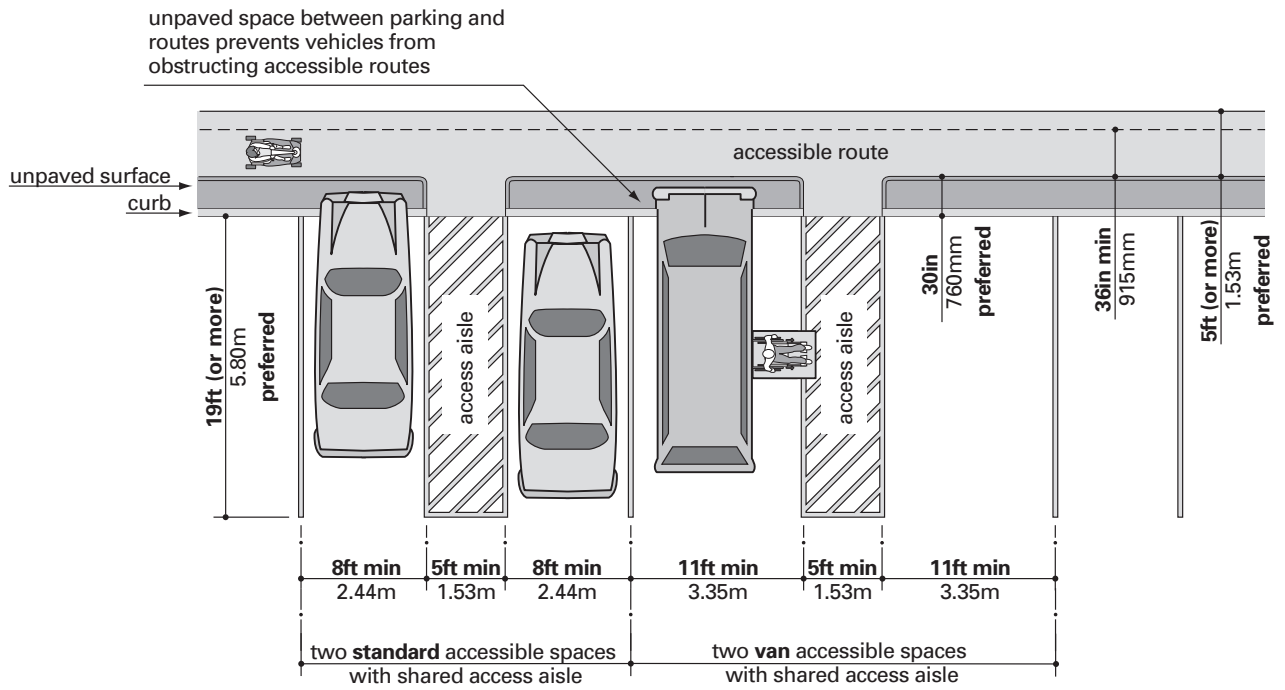 unpaved space between parking and
routes prevents vehicles from
obstructing accessible routes
accessible route
unpaved surface
curb
19ft (or more)
5.80m
preferred
access aisle
access aisle
30in
760mm
preferred
36in min
915mm
5ft (or more)
1.53m
preferred
8ft min
2.44m
5ft min
1.53m
8ft min
2.44m
11ft min
3.35m
5ft min
1.53m
11ft min
3.35m
two standard accessible spaces
with shared access aisle
two van accessible spaces
with shared access aisle